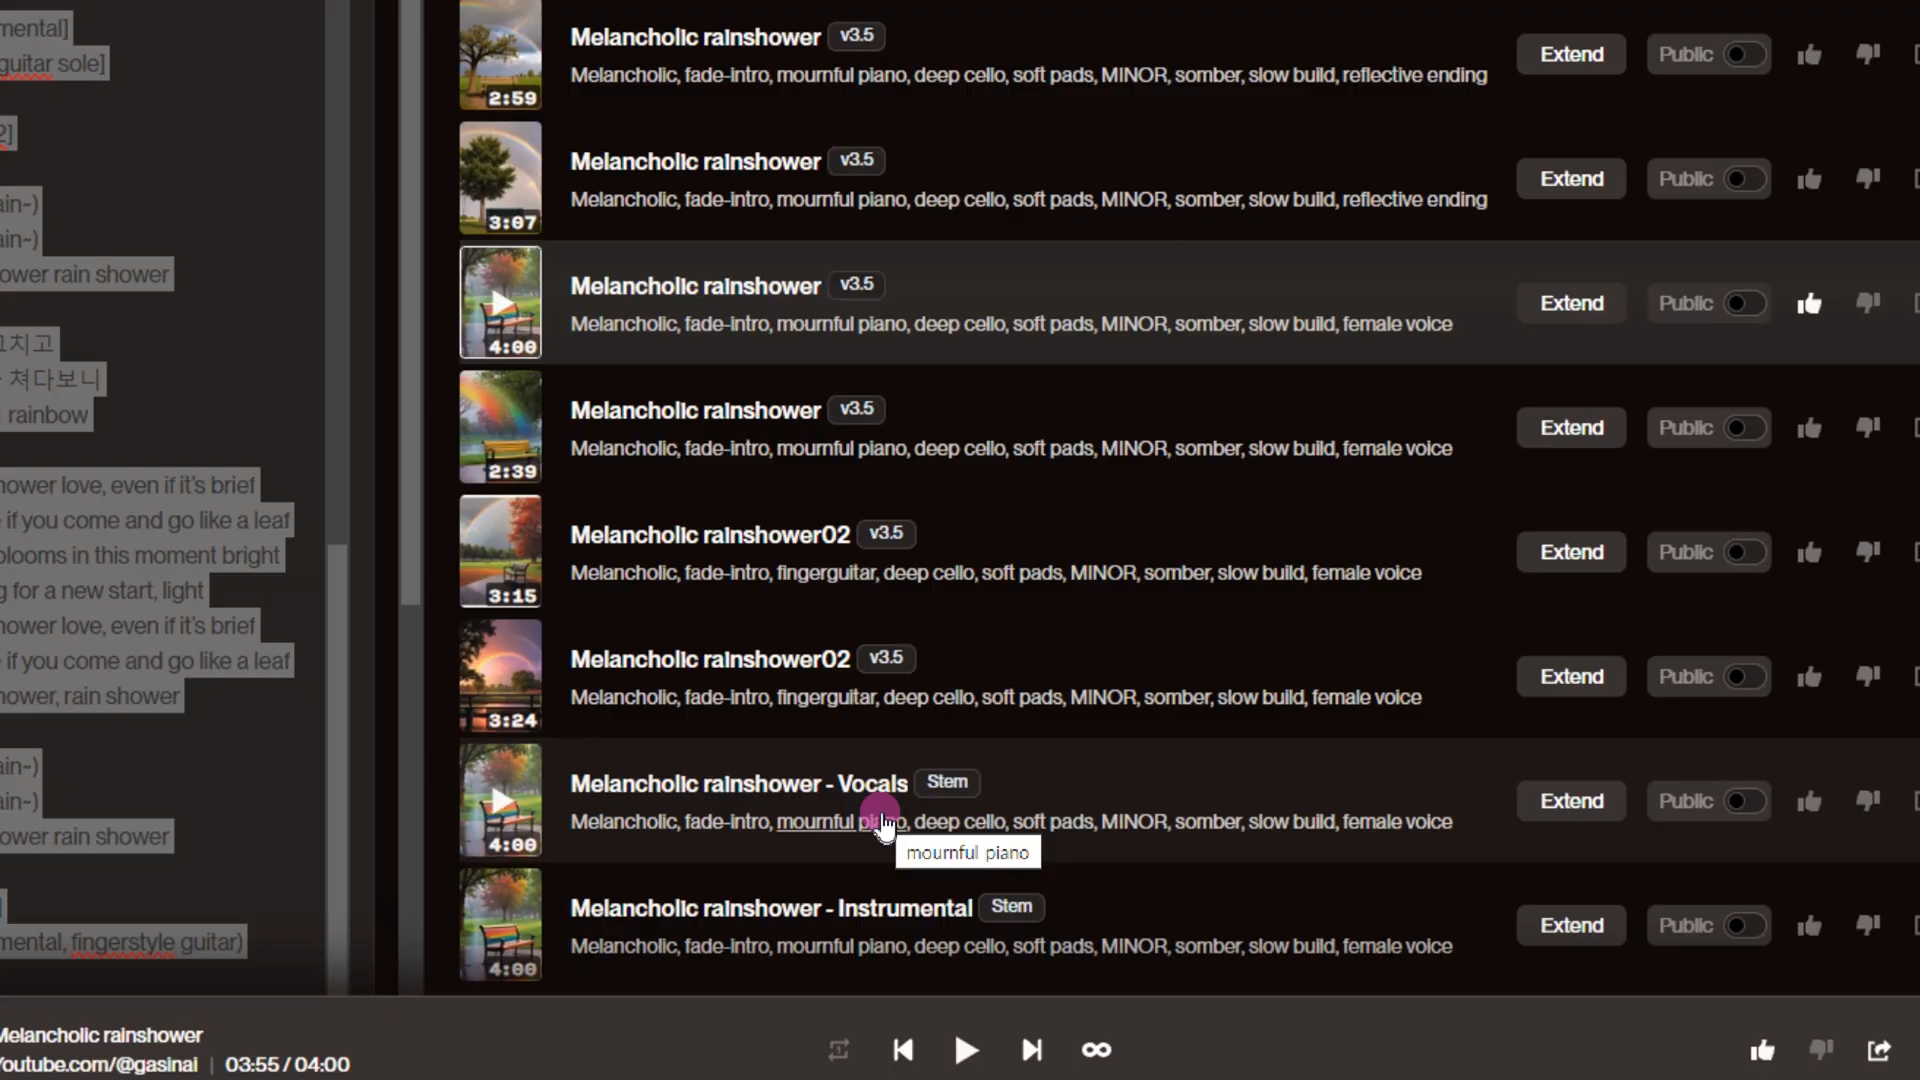 mental]
guitar sole]
2]
ain~)
ain~)
ower rain shower
그치고
쳐다보니
rainbow
hower love, even if it's brief
if you come and go like a leaf
blooms in this moment bright
g for a new start, light
hower love, even if it's brief
if you come and go like a leaf
hower, rain shower
ain~)
ain~)
ower rain shower
]
mental, fingerstyle guitar)
Melancholic rainshower v3.5
Melancholic, fade-intro, mournful piano, deep cello, soft pads, MINOR, somber, slow build, reflective ending
2:59
Extend Public
Melancholic rainshower v3.5
Melancholic, fade-intro, mournful piano, deep cello, soft pads, MINOR, somber, slow build, reflective ending
3:07
Extend Public
Melancholic rainshower v3.5
Melancholic, fade-intro, mournful piano, deep cello, soft pads, MINOR, somber, slow build, female voice
4:00
Extend Public
Melancholic rainshower v3.5
Melancholic, fade-intro, mournful piano, deep cello, soft pads, MINOR, somber, slow build, female voice
2:39
Extend Public
Melancholic rainshower02 v3.5
Melancholic, fade-intro, fingerguitar, deep cello, soft pads, MINOR, somber, slow build, female voice
3:15
Extend Public
Melancholic rainshower02 v3.5
Melancholic, fade-intro, fingerguitar, deep cello, soft pads, MINOR, somber, slow build, female voice
3:24
Extend Public
Melancholic rainshower - Vocals Stem
Melancholic, fade-intro, mournful piano, deep cello, soft pads, MINOR, somber, slow build, female voice
4:00
mournful piano
Extend Public
Melancholic rainshower - Instrumental Stem
Melancholic, fade-intro, mournful piano, deep cello, soft pads, MINOR, somber, slow build, female voice
4:00
Extend Public
Melancholic rainshower
Youtube.com/@gasinai | 03:55 / 04:00